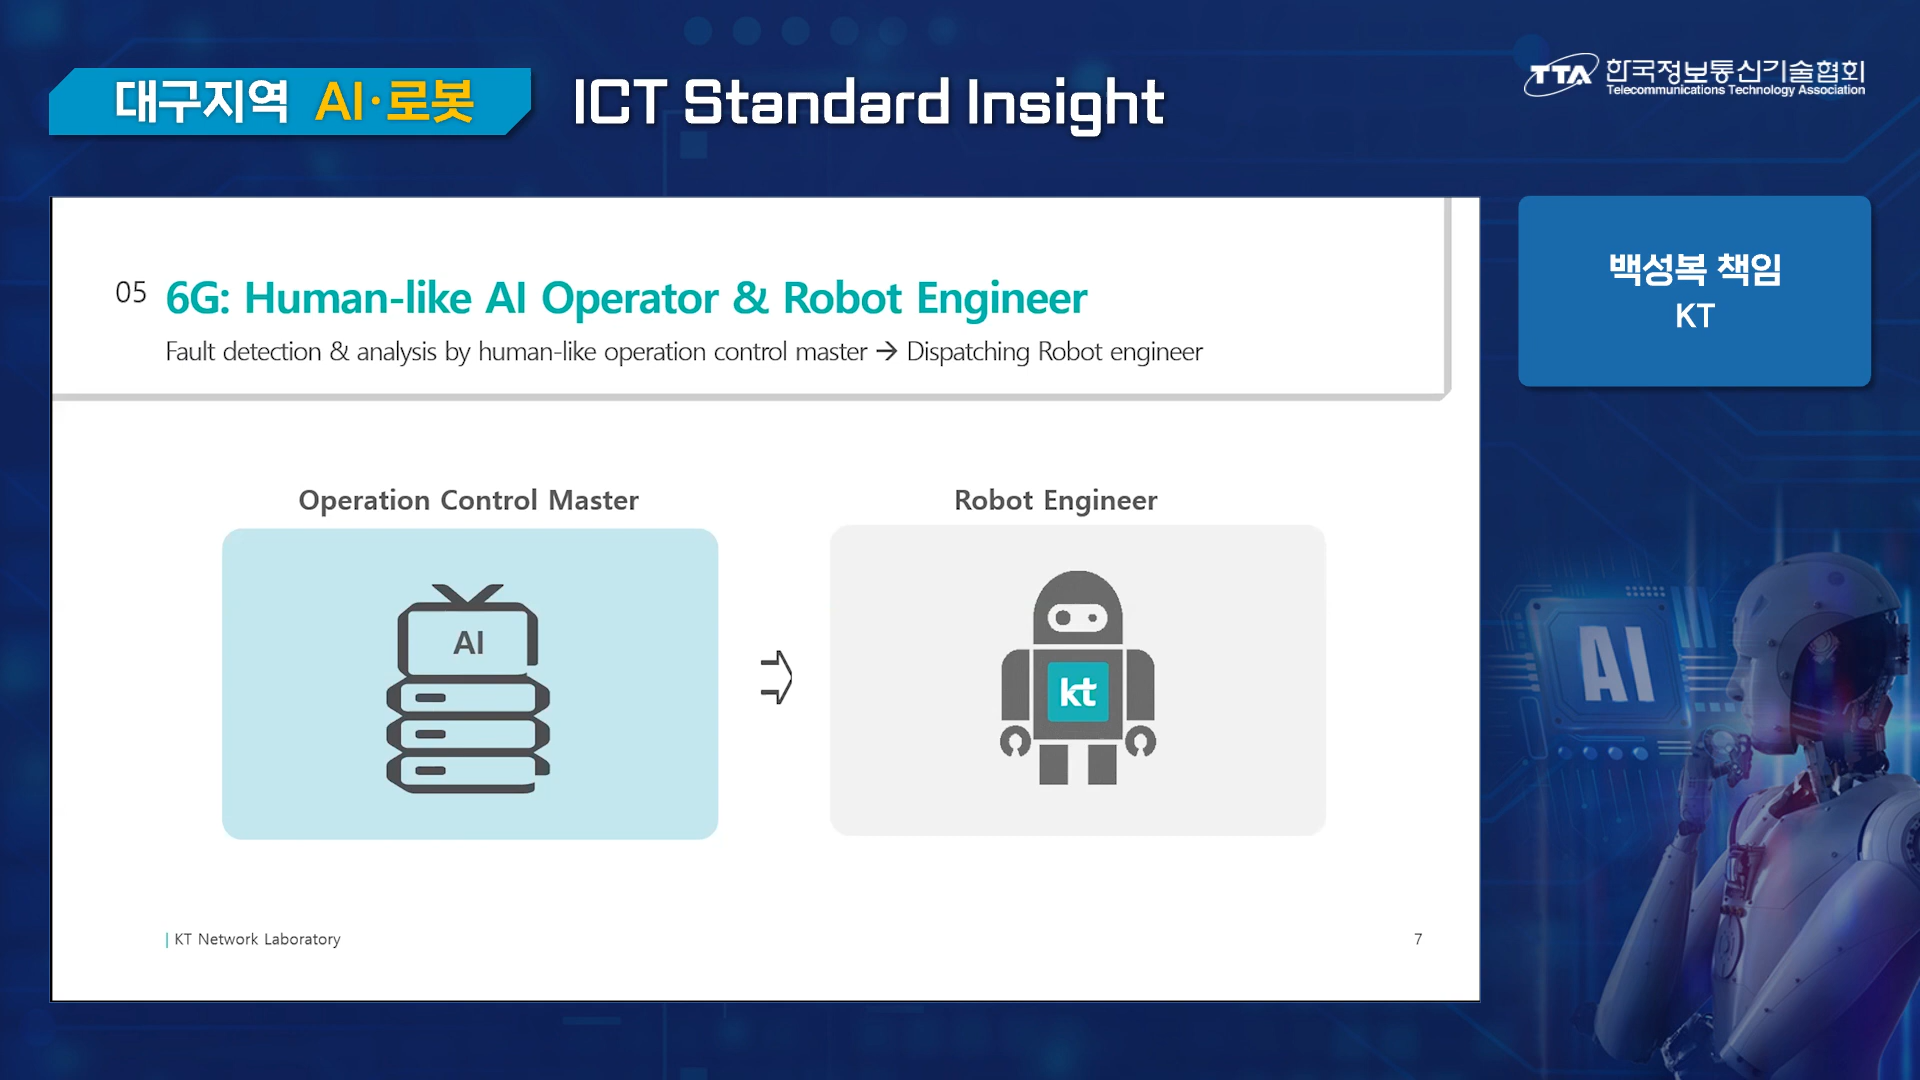 대구지역 AI·로봇
ICT Standard Insight
TTA 한국정보통신기술협회
Telecommunications Technology Association
백성복 책임
KT
05 6G: Human-like AI Operator & Robot Engineer
Fault detection & analysis by human-like operation control master → Dispatching Robot engineer
Operation Control Master
Robot Engineer
AI
kt
AI
| KT Network Laboratory
7